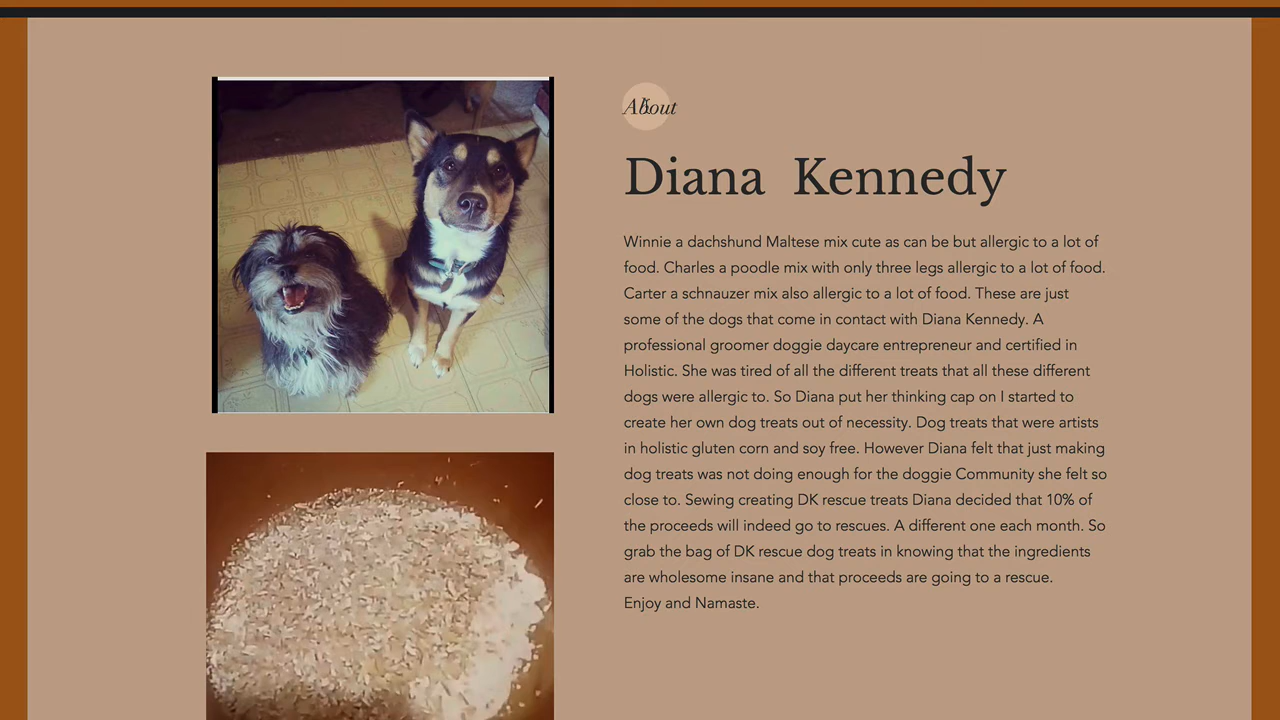 About
Diana Kennedy
Winnie a dachshund Maltese mix cute as can be but allergic to a lot of
food. Charles a poodle mix with only three legs allergic to a lot of food.
Carter a schnauzer mix also allergic to a lot of food. These are just
some of the dogs that come in contact with Diana Kennedy. A
professional groomer doggie daycare entrepreneur and certified in
Holistic. She was tired of all the different treats that all these different
dogs were allergic to. So Diana put her thinking cap on I started to
create her own dog treats out of necessity. Dog treats that were artists
in holistic gluten corn and soy free. However Diana felt that just making
dog treats was not doing enough for the doggie Community she felt so
close to. Sewing creating DK rescue treats Diana decided that 10% of
the proceeds will indeed go to rescues. A different one each month. So
grab the bag of DK rescue dog treats in knowing that the ingredients
are wholesome insane and that proceeds are going to a rescue.
Enjoy and Namaste.